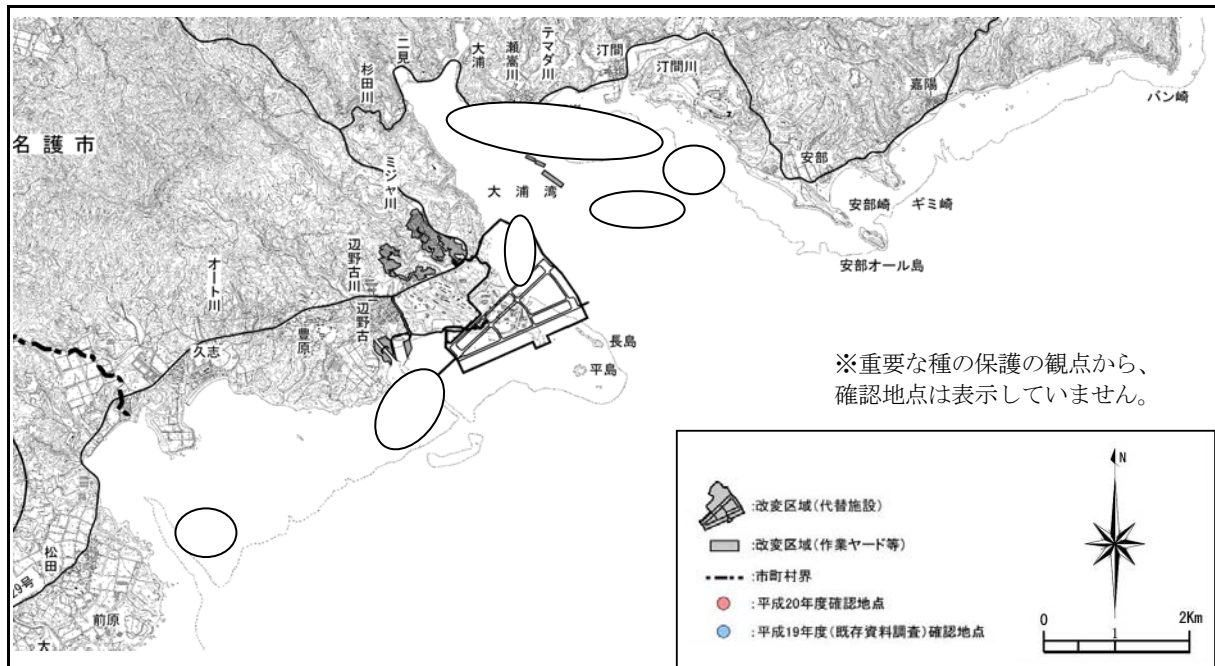 二見
杉田川
大浦
瀬嵩川
テマダ川
汀間
汀間川
嘉陽
バン崎
名護市
安部
ミジャ川
大浦湾
安部崎
ギミ崎
安部オール島
辺野古川
辺野古
オート川
豊原
久志
長島
平島
※重要な種の保護の観点から、
確認地点は表示していません。
松田
29号
前原
:改変区域(代替施設)
:改変区域(作業ヤード等)
:市町村界
:平成20年度確認地点
:平成19年度(既存資料調査)確認地点
N
0 1 2Km